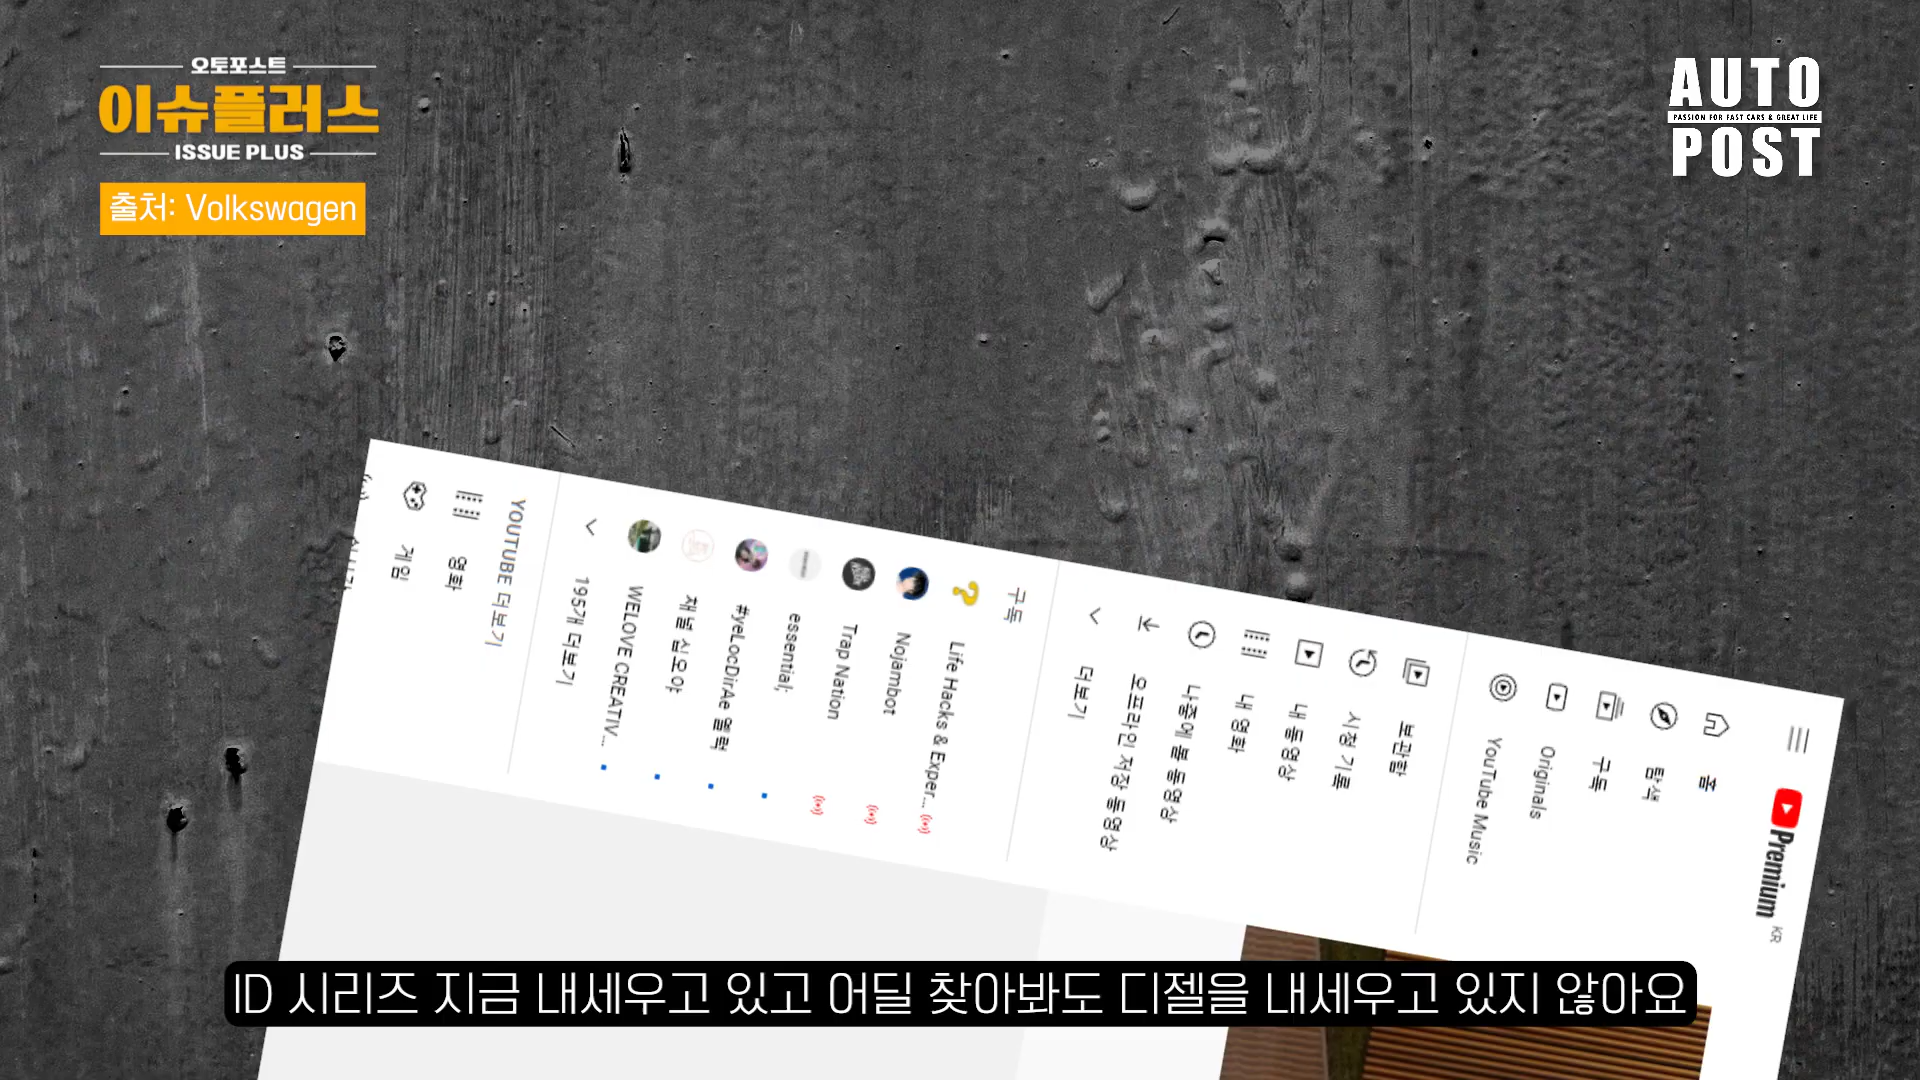 오토포스트
이슈플러스
ISSUE PLUS
출처: Volkswagen
AUTO
PASSION FOR FAST CARS & GREAT LIFE
POST
Premium KR
홈
탐색
구독
Originals
YouTube Music
보관함
시청 기록
내 동영상
내 영화
나중에 볼 동영상
오프라인 저장 동영상
더보기
구독
Life Hacks & Exper...
Nojambot
Trap Nation
essential;
#yeLocDirAe 옐럭
채널 십오야
WELOVE CREATIV...
195개 더보기
YOUTUBE 더보기
영화
게임
ID 시리즈 지금 내세우고 있고 어딜 찾아봐도 디젤을 내세우고 있지 않아요